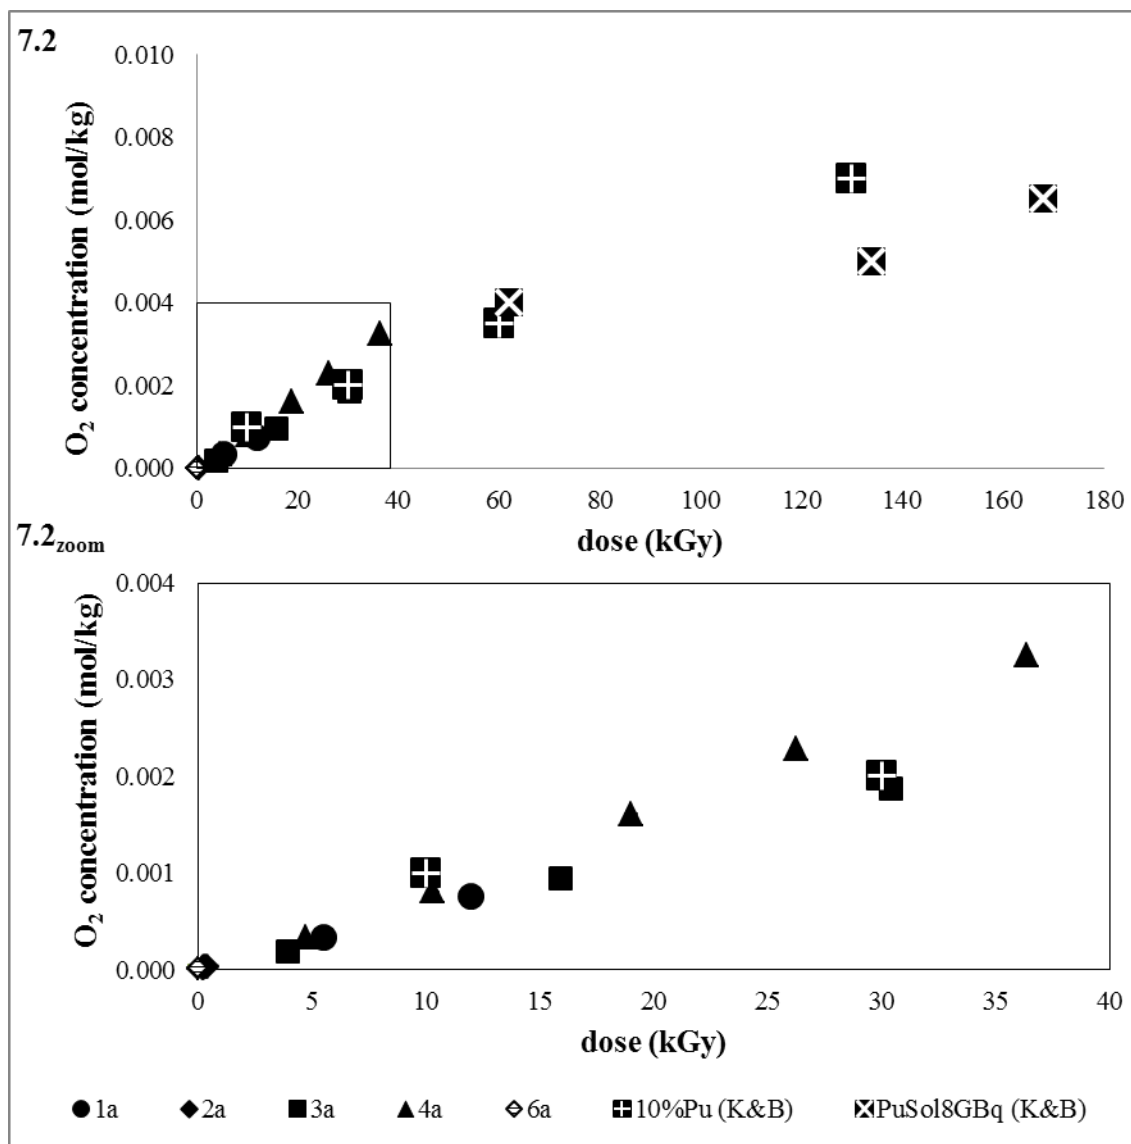 7.2
O₂ concentration (mol/kg)
0.010
0.008
0.006
0.004
0.002
0.000
0 20 40 60 80 100 120 140 160 180
dose (kGy)
7.2zoom
O₂ concentration (mol/kg)
0.004
0.003
0.002
0.001
0.000
0 5 10 15 20 25 30 35 40
dose (kGy)
1a 2a 3a 4a 6a 10%Pu (K&B) PuSol8GBq (K&B)